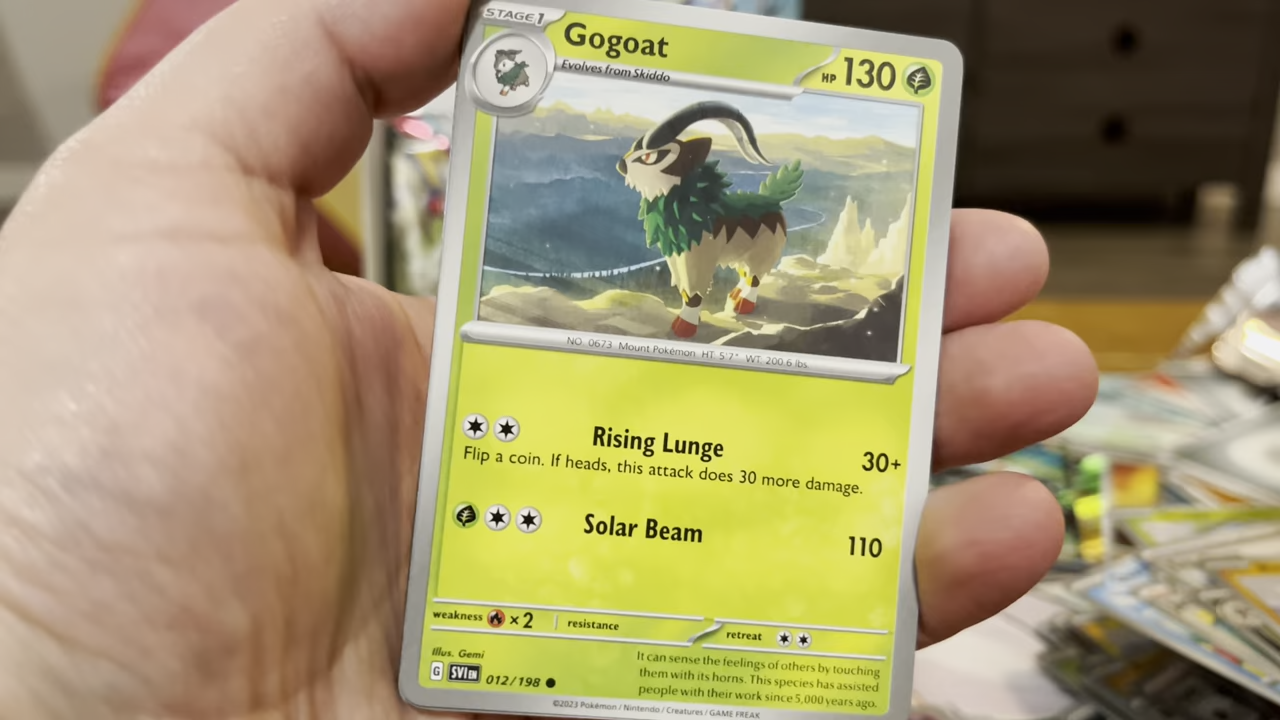 STAGE 1
Gogoat
HP 130
Evolves from Skiddo
NO. 0673 Mount Pokémon HT: 5'7" WT: 200.6 lbs.
Rising Lunge 30+
Flip a coin. If heads, this attack does 30 more damage.
Solar Beam 110
weakness ×2 resistance retreat
Illus. Gemi
It can sense the feelings of others by touching
them with its horns. This species has assisted
people with their work since 5,000 years ago.
G SVI EN 012/198
©2023 Pokémon / Nintendo / Creatures / GAME FREAK